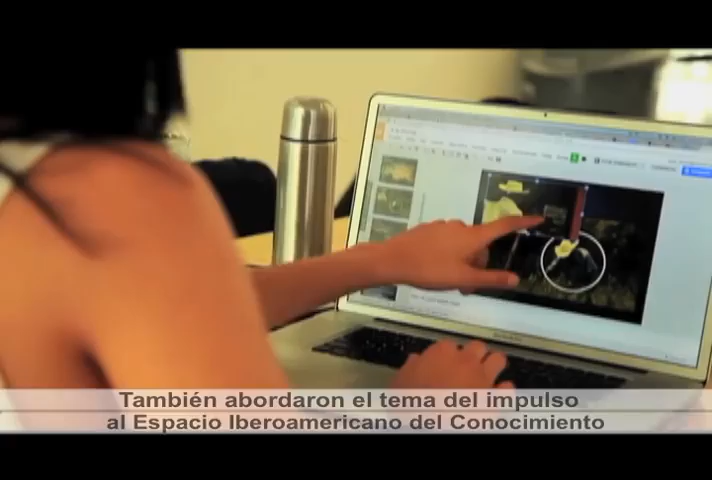 También abordaron el tema del impulso
al Espacio Iberoamericano del Conocimiento